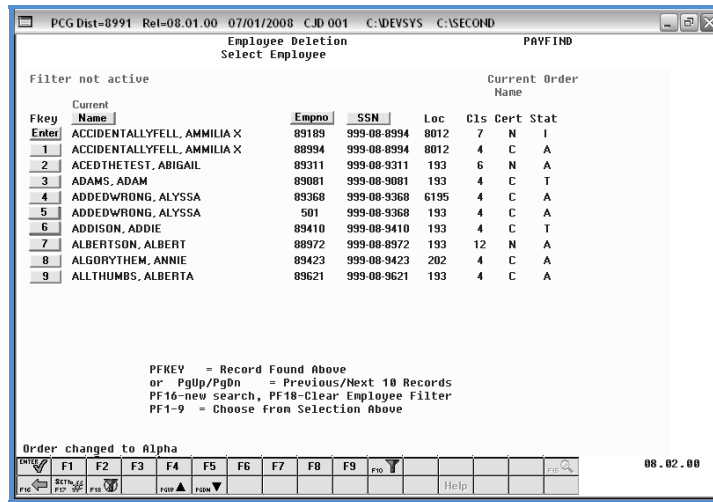 PCG Dist=8991 Rel=08.01.00 07/01/2008 CJD 001 C:\DEVSYS C:\SECOND
Employee Deletion PAYFIND
Select Employee
Filter not active Current Order
Name
Current
Fkey Name Empno SSN Loc Cls Cert Stat
Enter ACCIDENTALLYFELL, AMMILIA X 89189 999-08-8994 8012 7 N I
1 ACCIDENTALLYFELL, AMMILIA X 88994 999-08-8994 8012 4 C A
2 ACEDTHETEST, ABIGAIL 89311 999-08-9311 193 6 N A
3 ADAMS, ADAM 89081 999-08-9081 193 4 C T
4 ADDEDWRONG, ALYSSA 89368 999-08-9368 6195 4 C A
5 ADDEDWRONG, ALYSSA 501 999-08-9368 193 4 C A
6 ADDISON, ADDIE 89410 999-08-9410 193 4 C T
7 ALBERTSON, ALBERT 88972 999-08-8972 193 12 N A
8 ALGORYTHEM, ANNIE 89423 999-08-9423 202 4 C A
9 ALLTHUMBS, ALBERTA 89621 999-08-9621 193 4 C A
PFKEY = Record Found Above
or PgUp/PgDn = Previous/Next 10 Records
PF16-new search, PF18-Clear Employee Filter
PF1-9 = Choose from Selection Above
Order changed to Alpha
ENTER F1 F2 F3 F4 F5 F6 F7 F8 F9 F10 F15 08.02.00
F16 F17 F18 PGUP PGDN Help